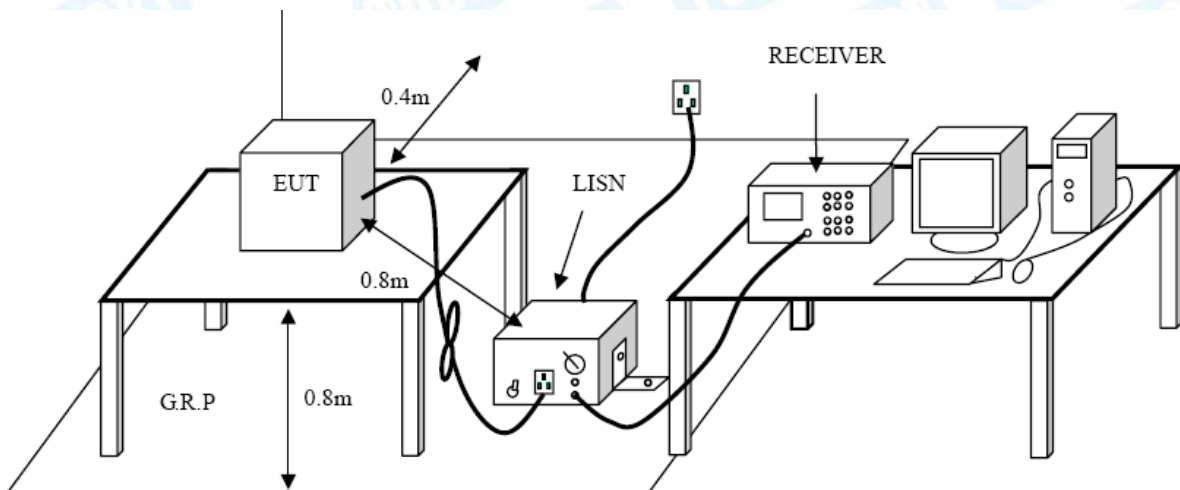 RECEIVER
0.4m
EUT
LISN
0.8m
G.R.P
0.8m